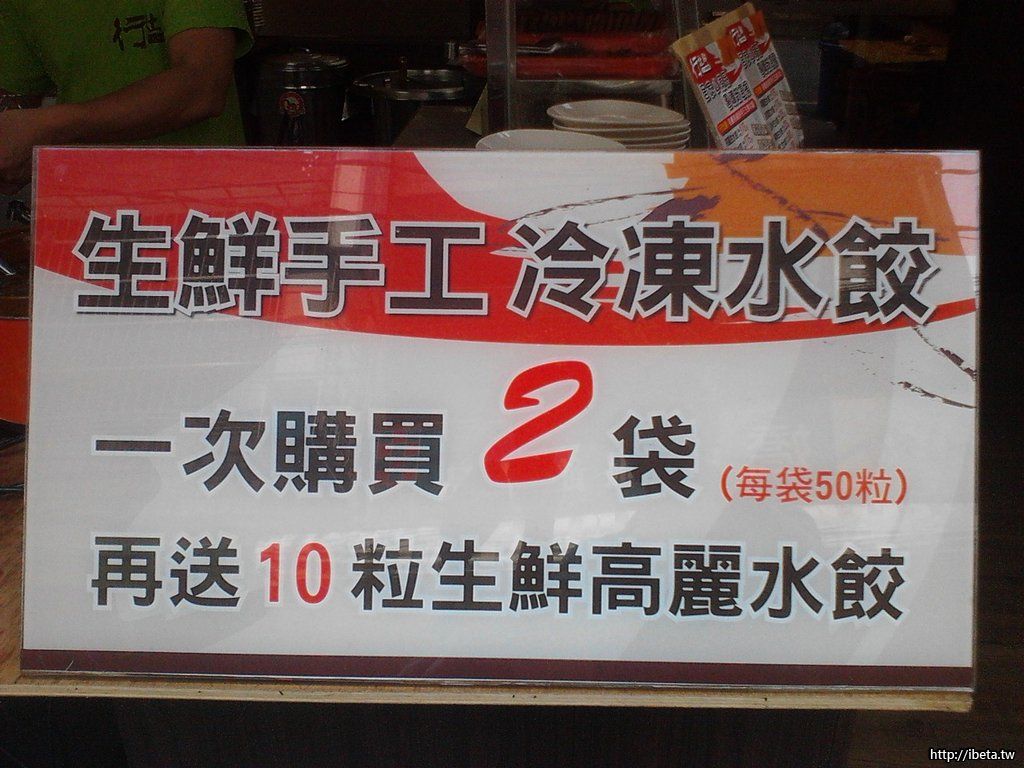 生鮮手工 冷凍水餃
一次購買 2 袋 (每袋50粒)
再送 10 粒生鮮高麗水餃
http://ibeta.tw